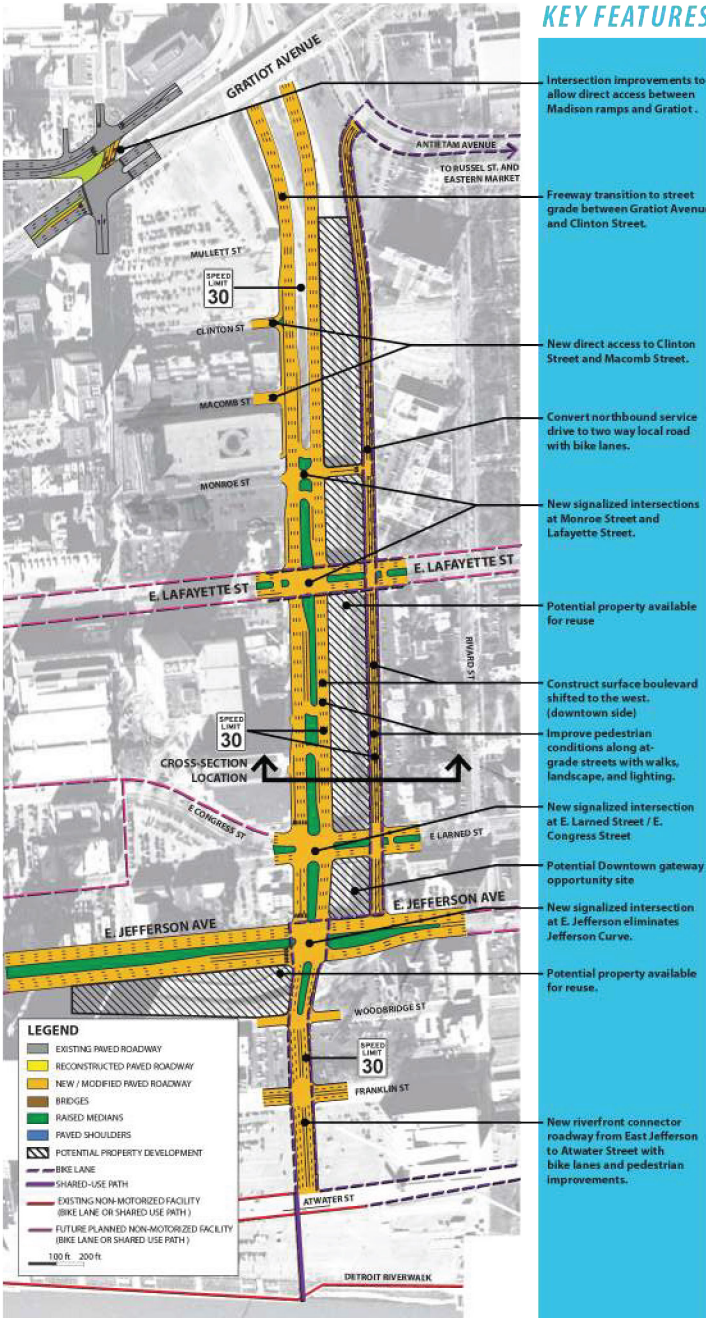 KEY FEATURES
Intersection improvements to
allow direct access between
Madison ramps and Gratiot .
Freeway transition to street
grade between Gratiot Avenue
and Clinton Street.
New direct access to Clinton
Street and Macomb Street.
Convert northbound service
drive to two way local road
with bike lanes.
New signalized intersections
at Monroe Street and
Lafayette Street.
Potential property available
for reuse
Construct surface boulevard
shifted to the west.
(downtown side)
Improve pedestrian
conditions along at-
grade streets with walks,
landscape, and lighting.
New signalized intersection
at E. Larned Street / E.
Congress Street
Potential Downtown gateway
opportunity site
New signalized intersection
at E. Jefferson eliminates
Jefferson Curve.
Potential property available
for reuse.
New riverfront connector
roadway from East Jefferson
to Atwater Street with
bike lanes and pedestrian
improvements.
GRATIOT AVENUE
ANTIETAM AVENUE
TO RUSSEL ST. AND
EASTERN MARKET
MULLETT ST
SPEED
LIMIT
30
CLINTON ST
MACOMB ST
MONROE ST
E. LAFAYETTE ST
E. LAFAYETTE ST
RIVARD ST
SPEED
LIMIT
30
CROSS-SECTION
LOCATION
E CONGRESS ST
E LARNED ST
E. JEFFERSON AVE
E. JEFFERSON AVE
WOODBRIDGE ST
SPEED
LIMIT
30
FRANKLIN ST
ATWATER ST
DETROIT RIVERWALK
LEGEND
EXISTING PAVED ROADWAY
RECONSTRUCTED PAVED ROADWAY
NEW / MODIFIED PAVED ROADWAY
BRIDGES
RAISED MEDIANS
PAVED SHOULDERS
POTENTIAL PROPERTY DEVELOPMENT
BIKE LANE
SHARED-USE PATH
EXISTING NON-MOTORIZED FACILITY
(BIKE LANE OR SHARED USE PATH )
FUTURE PLANNED NON-MOTORIZED FACILITY
(BIKE LANE OR SHARED USE PATH )
100 ft 200 ft